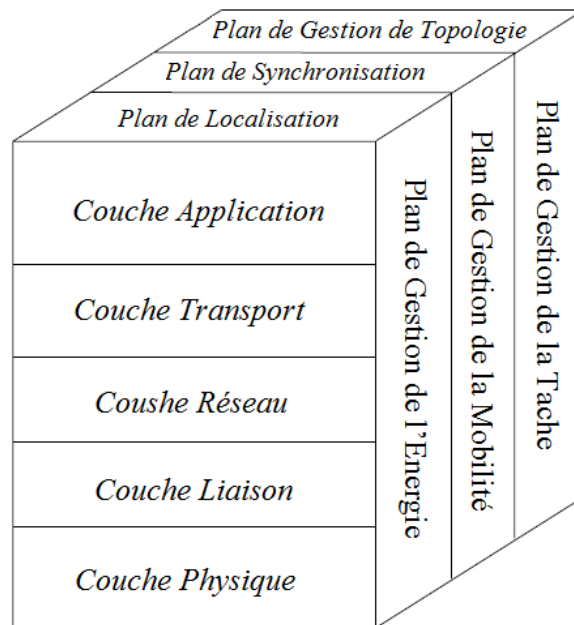 Plan de Gestion de Topologie
Plan de Synchronisation
Plan de Localisation
Couche Application
Couche Transport
Coushe Réseau
Couche Liaison
Couche Physique
Plan de Gestion de l'Energie
Plan de Gestion de la Mobilité
Plan de Gestion de la Tache